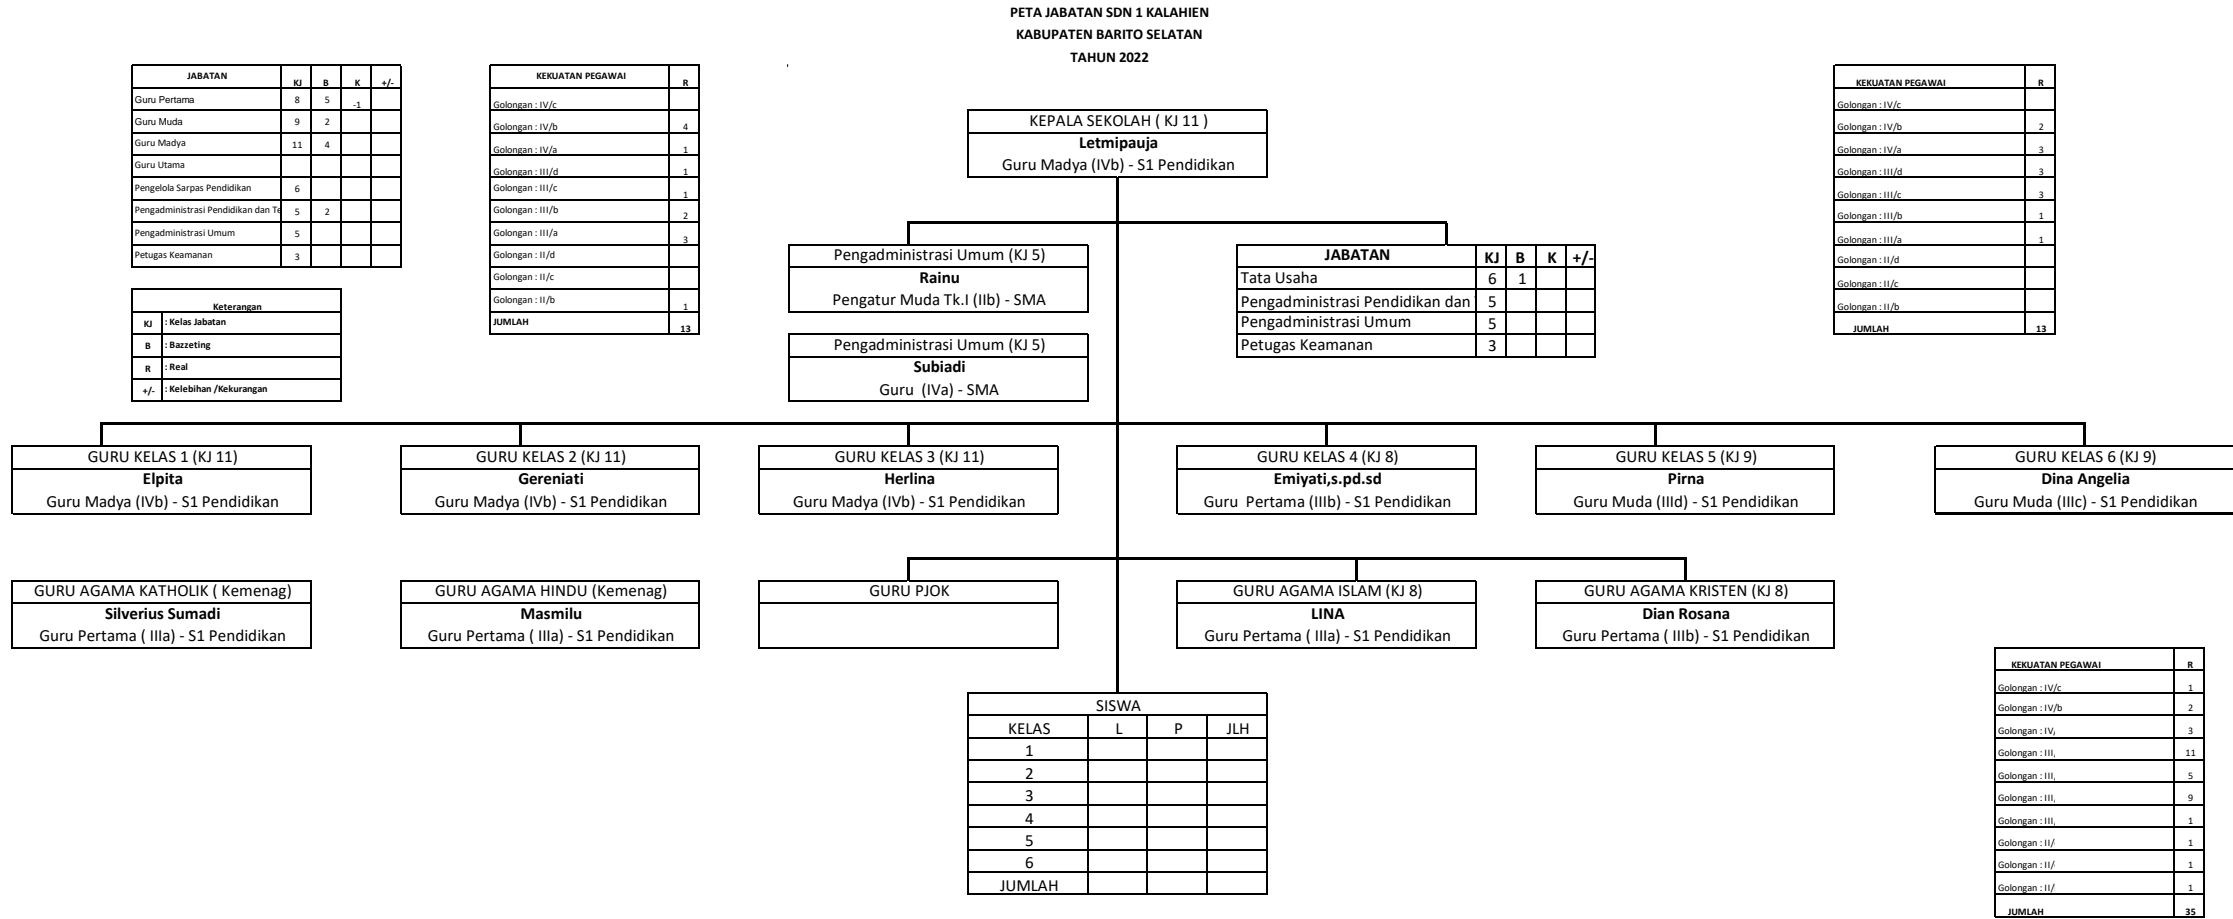 PETA JABATAN SDN 1 KALAHIEN
KABUPATEN BARITO SELATAN
TAHUN 2022
JABATAN KJ B K +/-
Guru Pertama 8 5 -1
Guru Muda 9 2
Guru Madya 11 4
Guru Utama
Pengelola Sarpas Pendidikan 6
Pengadministrasi Pendidikan dan Te 5 2
Pengadministrasi Umum 5
Petugas Keamanan 3
Keterangan
KJ : Kelas Jabatan
B : Bazzeting
R : Real
+/- : Kelebihan /Kekurangan
KEKUATAN PEGAWAI R
Golongan : IV/c
Golongan : IV/b 4
Golongan : IV/a 1
Golongan : III/d 1
Golongan : III/c 1
Golongan : III/b 2
Golongan : III/a 3
Golongan : II/d
Golongan : II/c
Golongan : II/b 1
JUMLAH 13
KEPALA SEKOLAH ( KJ 11 )
Letmipauja
Guru Madya (IVb) - S1 Pendidikan
KEKUATAN PEGAWAI R
Golongan : IV/c
Golongan : IV/b 2
Golongan : IV/a 3
Golongan : III/d 3
Golongan : III/c 3
Golongan : III/b 1
Golongan : III/a 1
Golongan : II/d
Golongan : II/c
Golongan : II/b
JUMLAH 13
Pengadministrasi Umum (KJ 5)
Rainu
Pengatur Muda Tk.I (IIb) - SMA
Pengadministrasi Umum (KJ 5)
Subiadi
Guru (IVa) - SMA
JABATAN KJ B K +/-
Tata Usaha 6 1
Pengadministrasi Pendidikan dan 5
Pengadministrasi Umum 5
Petugas Keamanan 3
GURU KELAS 1 (KJ 11)
Elpita
Guru Madya (IVb) - S1 Pendidikan
GURU KELAS 2 (KJ 11)
Gereniati
Guru Madya (IVb) - S1 Pendidikan
GURU KELAS 3 (KJ 11)
Herlina
Guru Madya (IVb) - S1 Pendidikan
GURU KELAS 4 (KJ 8)
Emiyati,s.pd.sd
Guru Pertama (IIIb) - S1 Pendidikan
GURU KELAS 5 (KJ 9)
Pirna
Guru Muda (IIId) - S1 Pendidikan
GURU KELAS 6 (KJ 9)
Dina Angelia
Guru Muda (IIIc) - S1 Pendidikan
GURU AGAMA KATHOLIK ( Kemenag)
Silverius Sumadi
Guru Pertama ( IIIa) - S1 Pendidikan
GURU AGAMA HINDU (Kemenag)
Masmilu
Guru Pertama ( IIIa) - S1 Pendidikan
GURU PJOK
GURU AGAMA ISLAM (KJ 8)
LINA
Guru Pertama ( IIIa) - S1 Pendidikan
GURU AGAMA KRISTEN (KJ 8)
Dian Rosana
Guru Pertama ( IIIb) - S1 Pendidikan
SISWA
KELAS L P JLH
1
2
3
4
5
6
JUMLAH
KEKUATAN PEGAWAI R
Golongan : IV/c 1
Golongan : IV/b 2
Golongan : IV/ 3
Golongan : III, 11
Golongan : III, 5
Golongan : III, 9
Golongan : III, 1
Golongan : II/ 1
Golongan : II/ 1
Golongan : II/ 1
JUMLAH 35